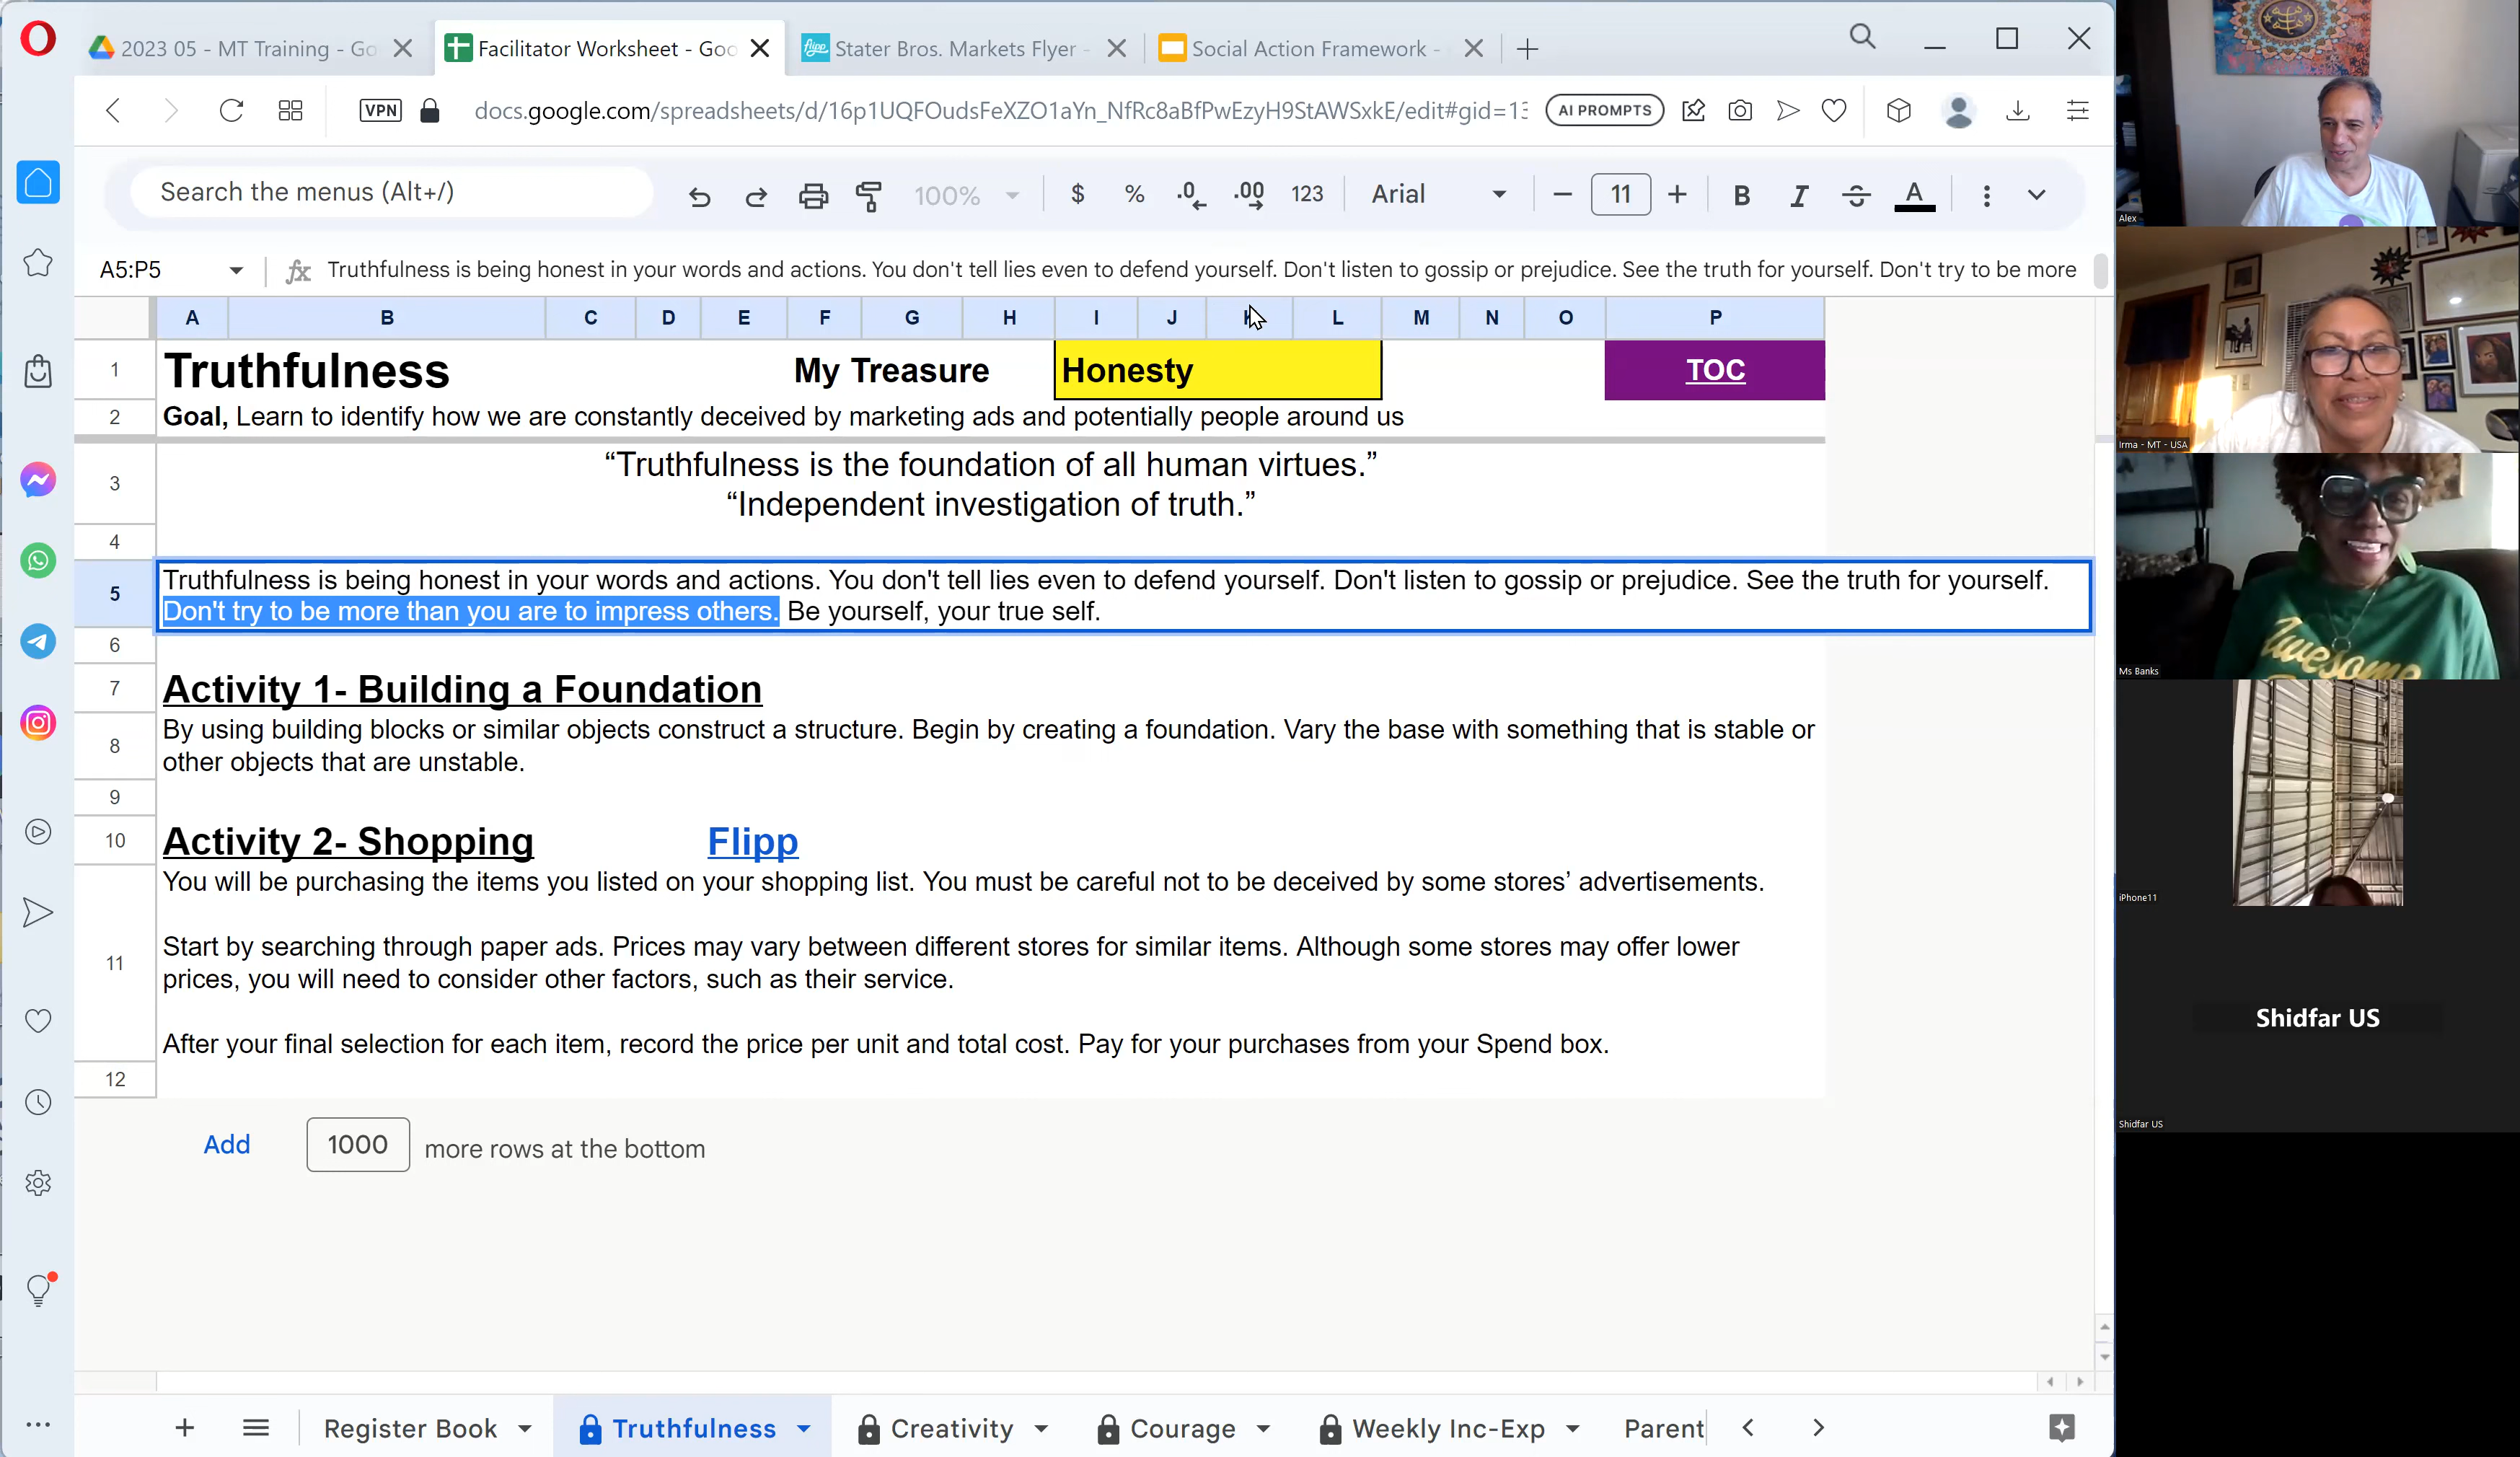 2023 05 - MT Training - Go
Facilitator Worksheet - Goo
flipp
Stater Bros. Markets Flyer -
Social Action Framework -
VPN
docs.google.com/spreadsheets/d/16p1UQFOudsFeXZO1aYn_NfRc8aBfPwEzyH9StAWSxkE/edit#gid=13
AI PROMPTS
Search the menus (Alt+/)
100%
$ % .0 .00 123
Arial
11
B I S A
A5:P5
fx
Truthfulness is being honest in your words and actions. You don't tell lies even to defend yourself. Don't listen to gossip or prejudice. See the truth for yourself. Don't try to be more
A B C D E F G H I J K L M N O P
1 Truthfulness My Treasure Honesty TOC
2 Goal, Learn to identify how we are constantly deceived by marketing ads and potentially people around us
3 “Truthfulness is the foundation of all human virtues.”
“Independent investigation of truth.”
4
5 Truthfulness is being honest in your words and actions. You don't tell lies even to defend yourself. Don't listen to gossip or prejudice. See the truth for yourself.
Don't try to be more than you are to impress others. Be yourself, your true self.
6
7 Activity 1- Building a Foundation
8 By using building blocks or similar objects construct a structure. Begin by creating a foundation. Vary the base with something that is stable or
other objects that are unstable.
9
10 Activity 2- Shopping Flipp
11 You will be purchasing the items you listed on your shopping list. You must be careful not to be deceived by some stores’ advertisements.
Start by searching through paper ads. Prices may vary between different stores for similar items. Although some stores may offer lower
prices, you will need to consider other factors, such as their service.
After your final selection for each item, record the price per unit and total cost. Pay for your purchases from your Spend box.
12
Add 1000 more rows at the bottom
Register Book
Truthfulness
Creativity
Courage
Weekly Inc-Exp
Parent
Alex
Irma - MT - USA
Awesome
Ms Banks
iPhone11
Shidfar US
Shidfar US